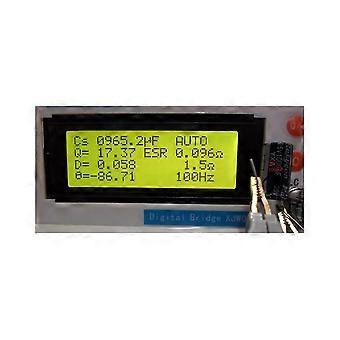 Cs 0965.2µF AUTO
Q= 17.37 ESR 0.096Ω
D= 0.058 1.5Ω
θ=-86.71 100Hz
Digital Bridge
C